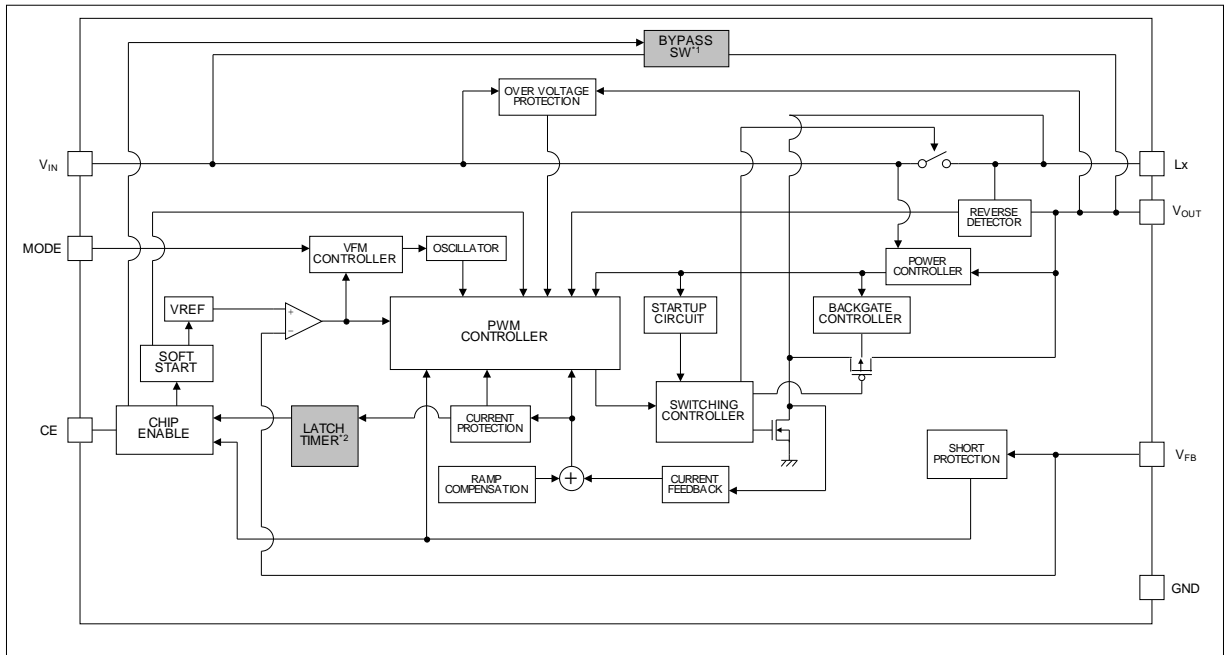 BYPASS
SW*1
OVER VOLTAGE
PROTECTION
VIN
Lx
REVERSE
DETECTOR
VOUT
MODE
VFM
CONTROLLER
OSCILLATOR
POWER
CONTROLLER
VREF
+
−
PWM
CONTROLLER
STARTUP
CIRCUIT
BACKGATE
CONTROLLER
SOFT
START
SWITCHING
CONTROLLER
CE
CHIP
ENABLE
LATCH
TIMER*2
CURRENT
PROTECTION
SHORT
PROTECTION
VFB
RAMP
COMPENSATION
+
CURRENT
FEEDBACK
GND